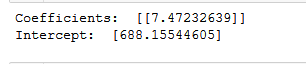 Coefficients:  [[7.47232639]]
Intercept:  [688.15544605]